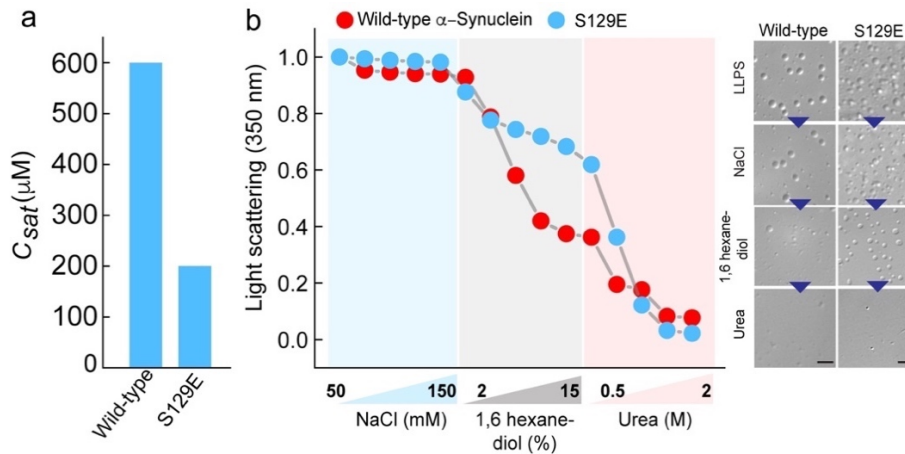 a
C_sat (μM)
600
500
400
300
200
100
0
Wild-type
S129E
b
Wild-type α-Synuclein
S129E
Light scattering (350 nm)
1.0
0.8
0.6
0.4
0.2
0.0
50
150
2
15
0.5
2
NaCl (mM)
1,6 hexane-
diol (%)
Urea (M)
Wild-type
S129E
LLPS
NaCl
1,6 hexane-
diol
Urea